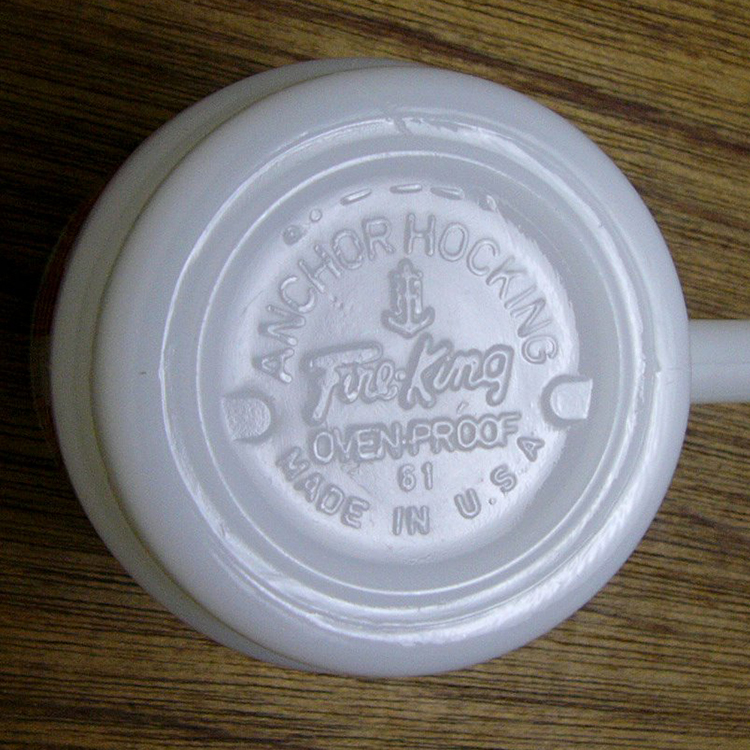 ANCHOR HOCKING
Fire-King
OVEN-PROOF
61
MADE IN U.S.A